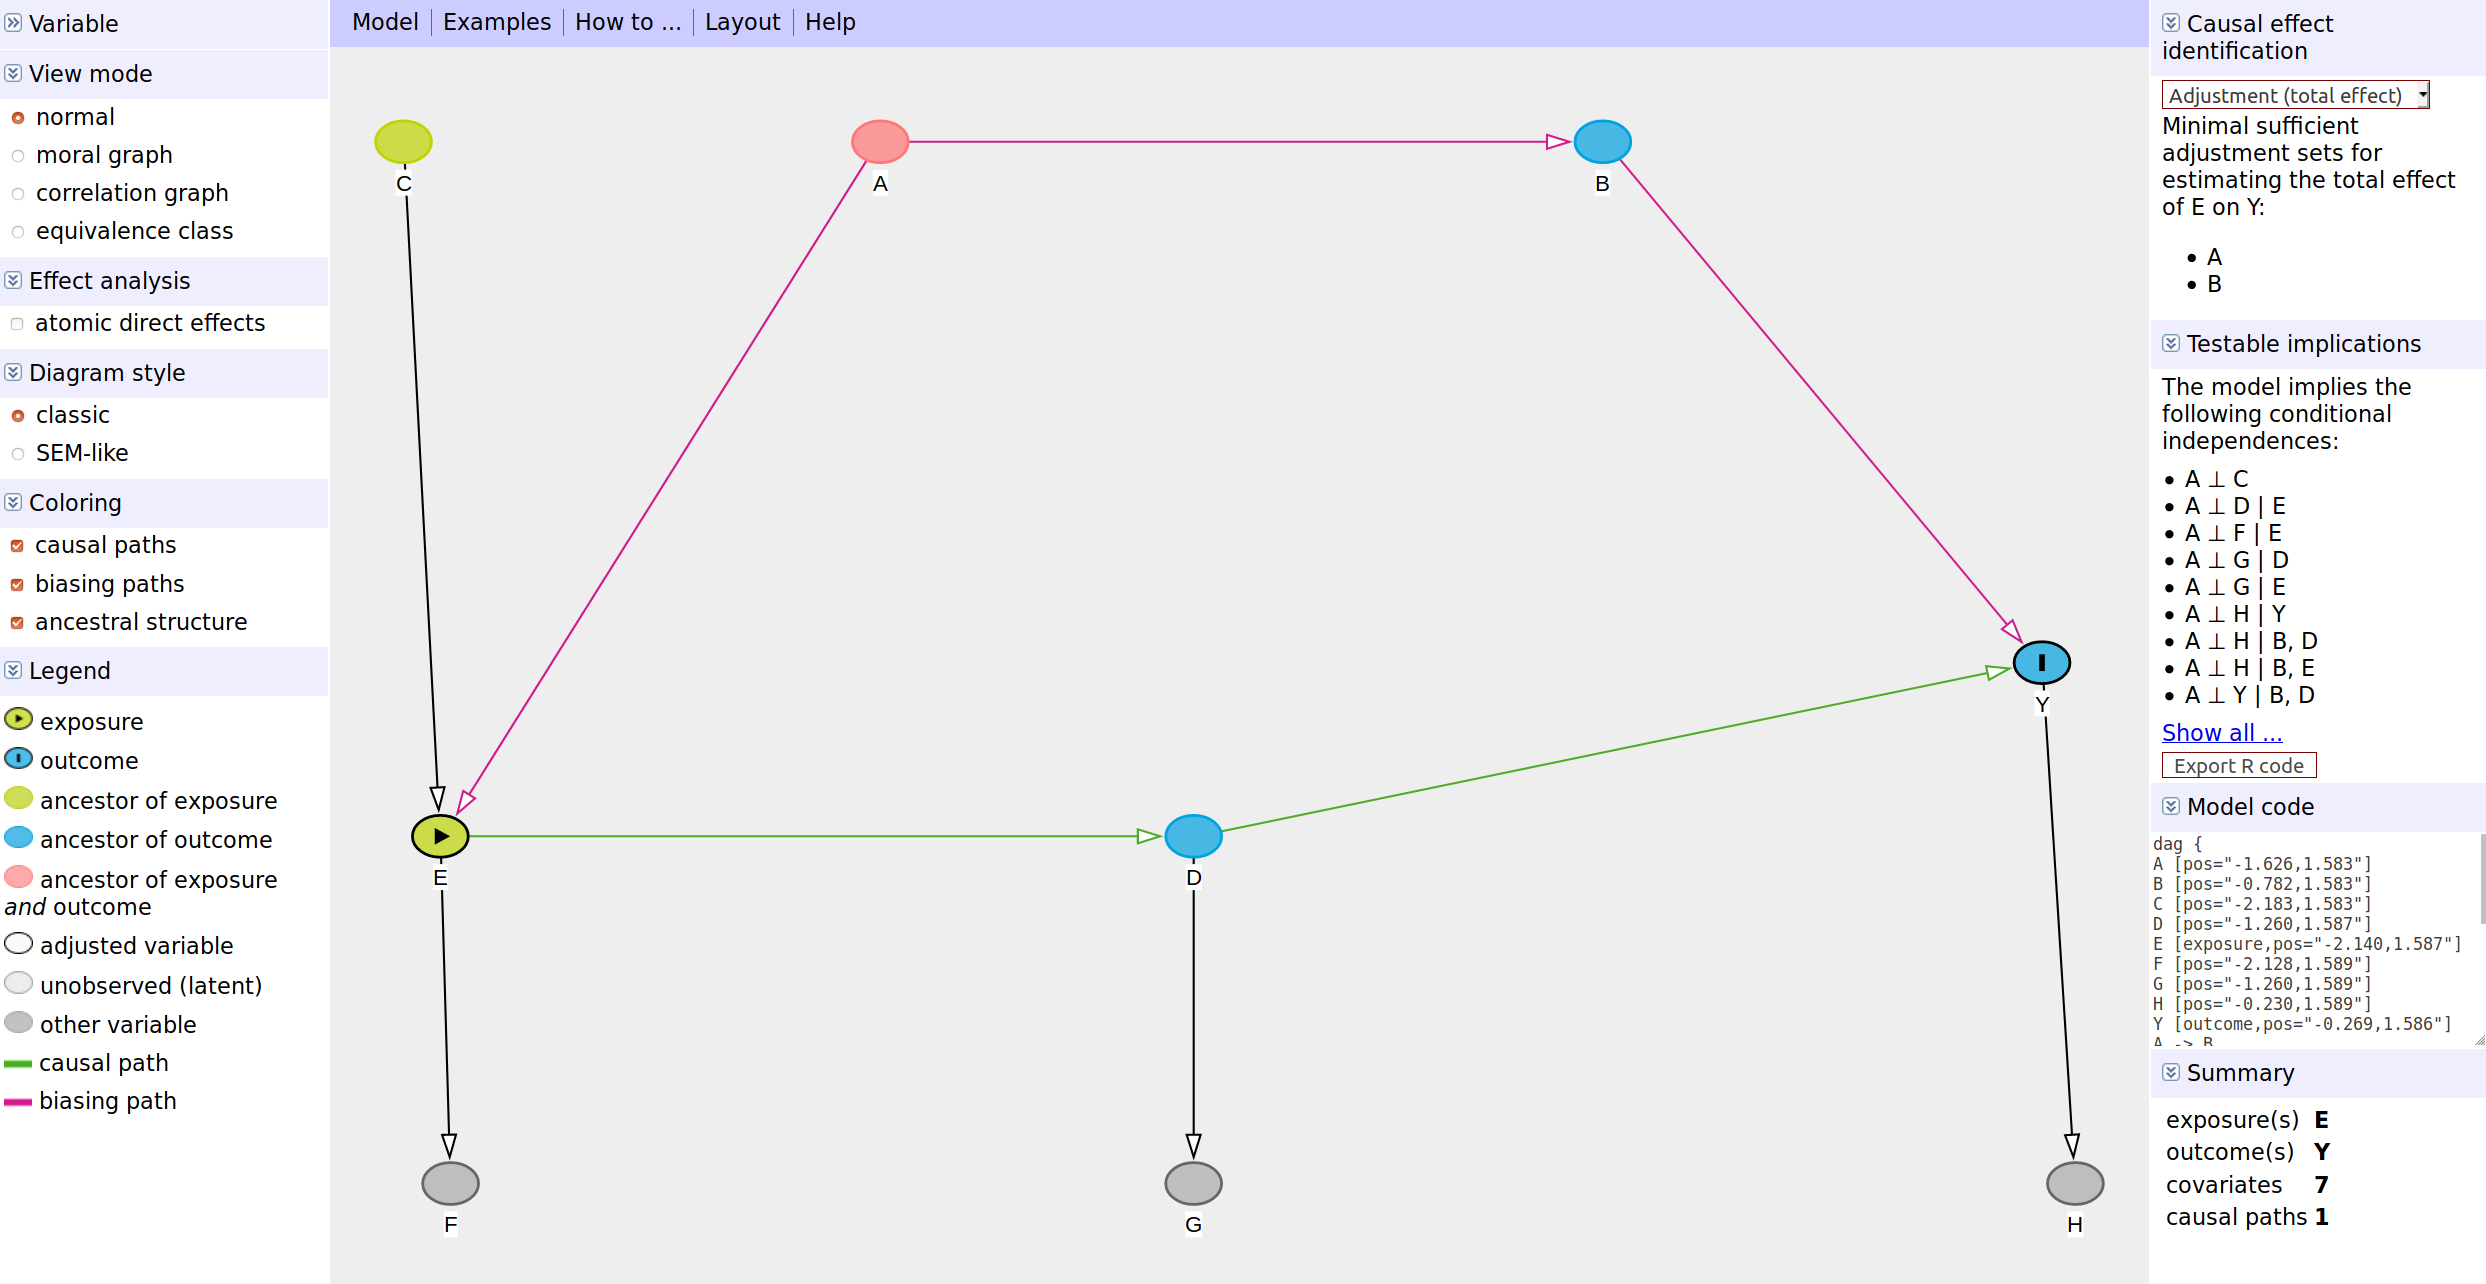 Variable
View mode
normal
moral graph
correlation graph
equivalence class
Effect analysis
atomic direct effects
Diagram style
classic
SEM-like
Coloring
causal paths
biasing paths
ancestral structure
Legend
exposure
outcome
ancestor of exposure
ancestor of outcome
ancestor of exposure
and outcome
adjusted variable
unobserved (latent)
other variable
causal path
biasing path
Model | Examples | How to ... | Layout | Help
C
A
B
Y
E
D
F
G
H
Causal effect
identification
Adjustment (total effect)
Minimal sufficient
adjustment sets for
estimating the total effect
of E on Y:
• A
• B
Testable implications
The model implies the
following conditional
independences:
• A ⊥ C
• A ⊥ D | E
• A ⊥ F | E
• A ⊥ G | D
• A ⊥ G | E
• A ⊥ H | Y
• A ⊥ H | B, D
• A ⊥ H | B, E
• A ⊥ Y | B, D
Show all ...
Export R code
Model code
dag {
A [pos="-1.626,1.583"]
B [pos="-0.782,1.583"]
C [pos="-2.183,1.583"]
D [pos="-1.260,1.587"]
E [exposure,pos="-2.140,1.587"]
F [pos="-2.128,1.589"]
G [pos="-1.260,1.589"]
H [pos="-0.230,1.589"]
Y [outcome,pos="-0.269,1.586"]
A -> B
Summary
exposure(s) E
outcome(s) Y
covariates 7
causal paths 1